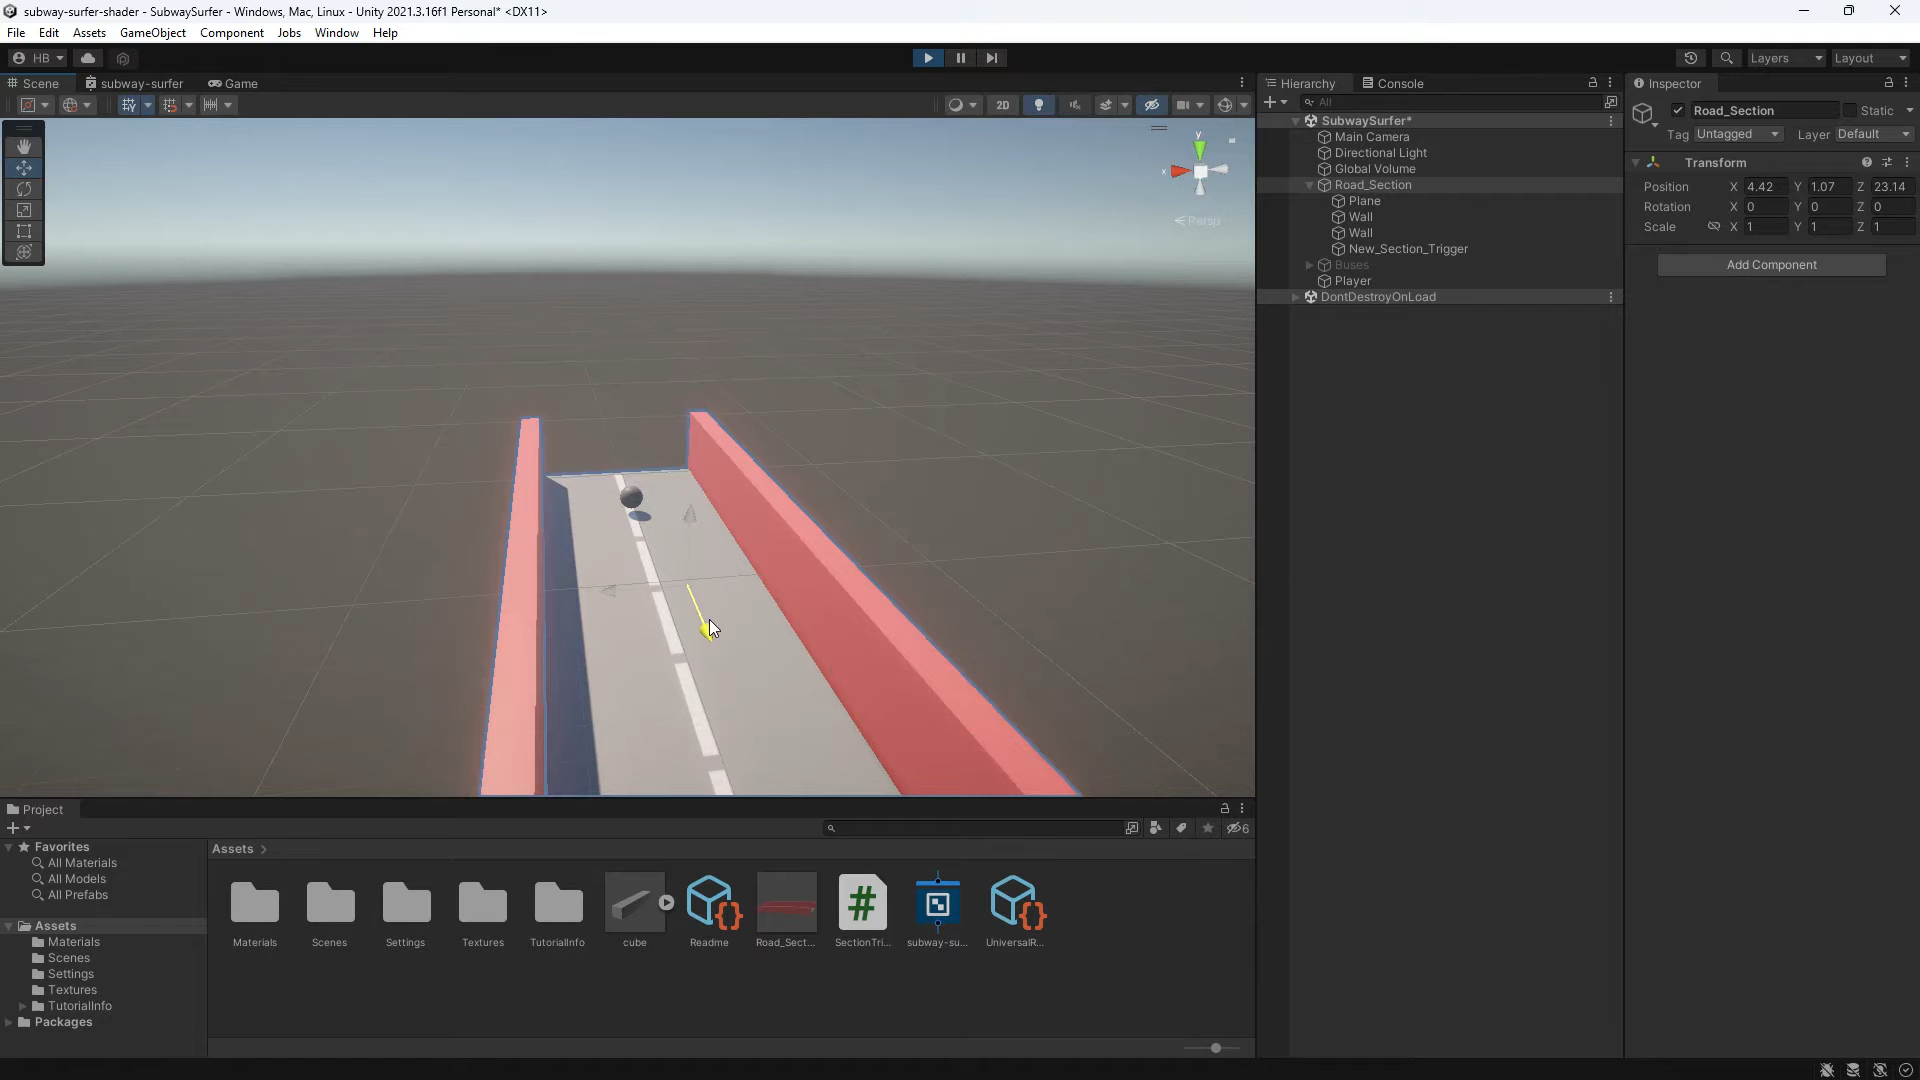 subway-surfer-shader - SubwaySurfer - Windows, Mac, Linux - Unity 2021.3.16f1 Personal* <DX11>
File Edit Assets GameObject Component Jobs Window Help
HB Layers Layout
Scene subway-surfer Game
2D
y
x
Persp
Hierarchy Console
All
SubwaySurfer*
Main Camera
Directional Light
Global Volume
Road_Section
Plane
Wall
Wall
New_Section_Trigger
Buses
Player
DontDestroyOnLoad
Inspector
Road_Section Static
Tag Untagged Layer Default
Transform
Position X 4.42 Y 1.07 Z 23.14
Rotation X 0 Y 0 Z 0
Scale X 1 Y 1 Z 1
Add Component
Project
6
Favorites
All Materials
All Models
All Prefabs
Assets
Materials
Scenes
Settings
Textures
TutorialInfo
Packages
Assets >
Materials Scenes Settings Textures TutorialInfo cube Readme Road_Sect... SectionTri... subway-su... UniversalR...